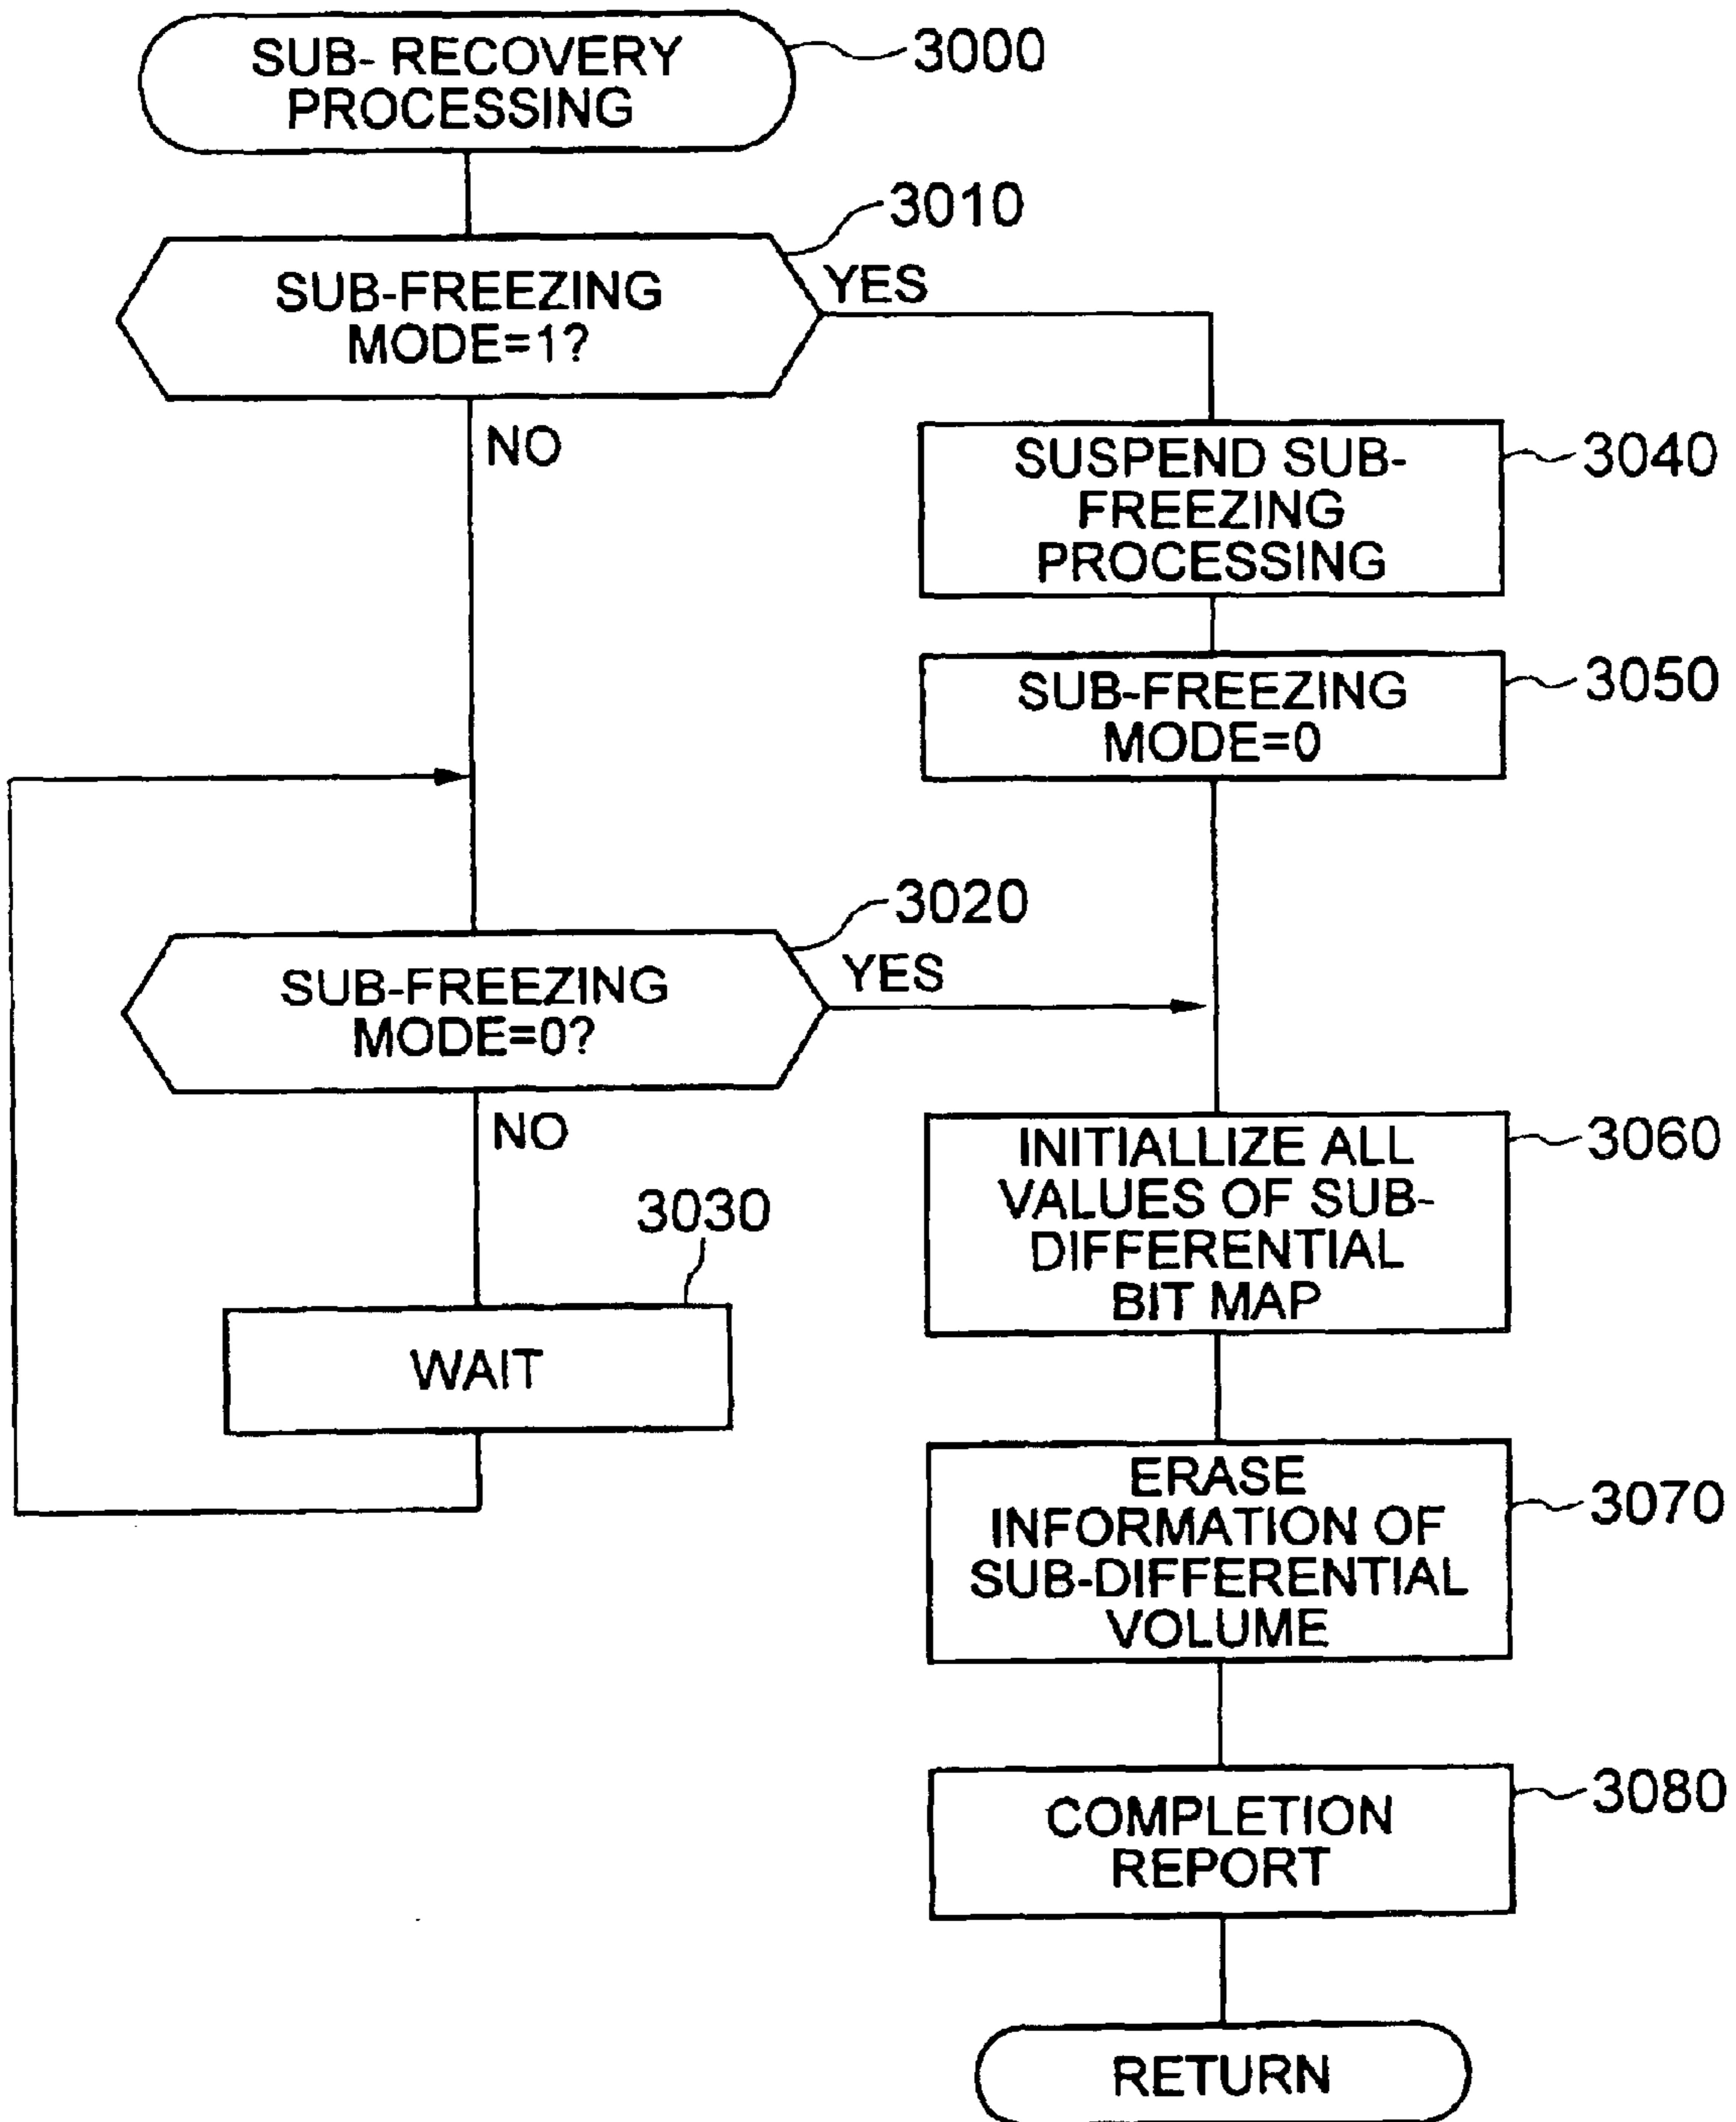 SUB- RECOVERY
PROCESSING
3000
3010
SUB-FREEZING
MODE=1?
YES
NO
SUSPEND SUB-
FREEZING
PROCESSING
3040
SUB-FREEZING
MODE=0
3050
3020
SUB-FREEZING
MODE=0?
YES
NO
3030
WAIT
INITIALLIZE ALL
VALUES OF SUB-
DIFFERENTIAL
BIT MAP
3060
ERASE
INFORMATION OF
SUB-DIFFERENTIAL
VOLUME
3070
COMPLETION
REPORT
3080
RETURN